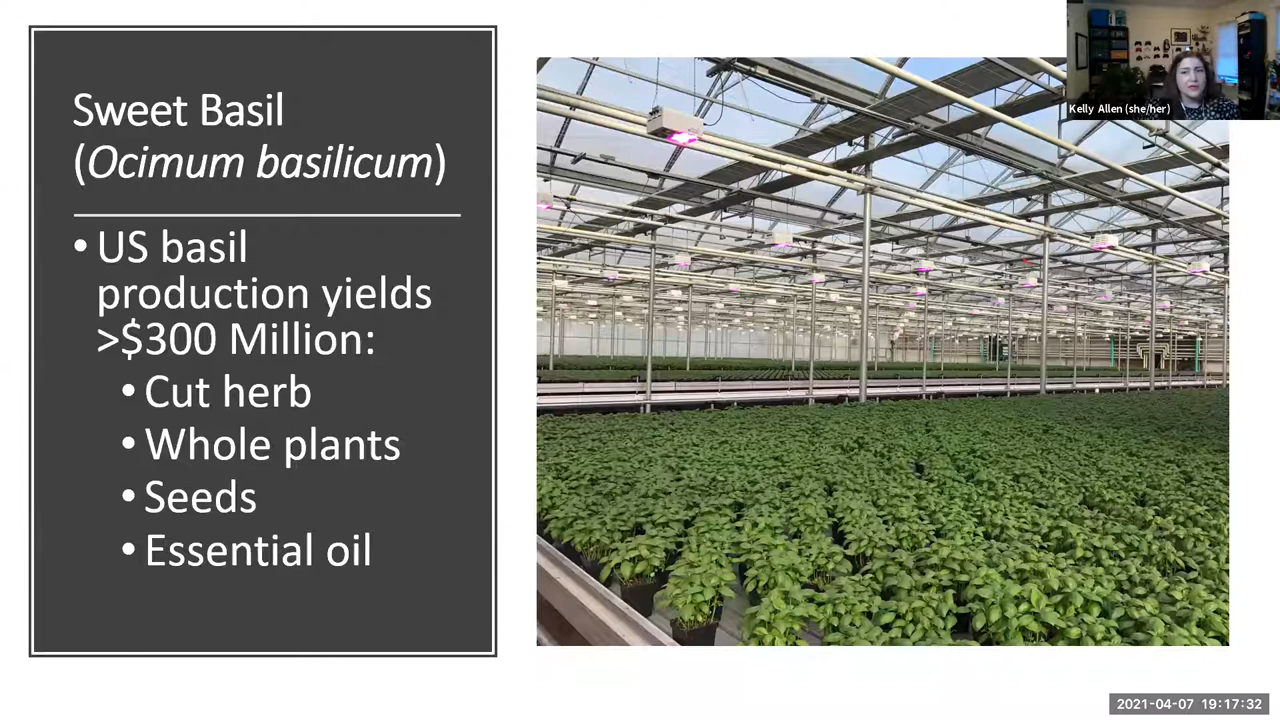 Sweet Basil
(Ocimum basilicum)
• US basil
production yields
>$300 Million:
• Cut herb
• Whole plants
• Seeds
• Essential oil
Kelly Allen (she/her)
2021-04-07 19:17:32